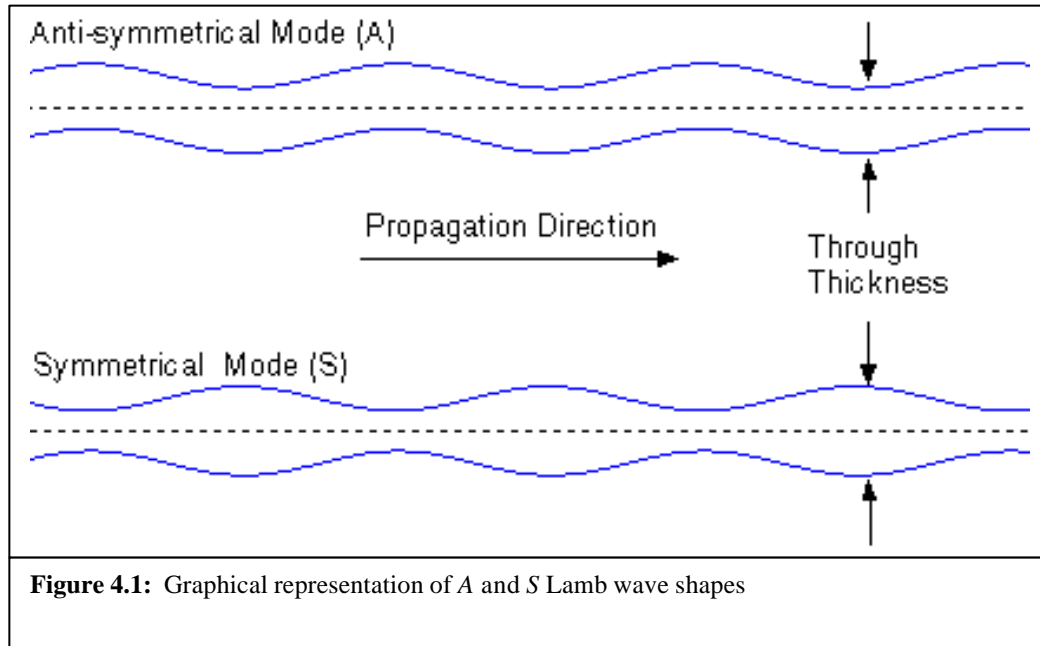 Anti-symmetrical Mode (A)
Propagation Direction
Through
Thickness
Symmetrical Mode (S)
Figure 4.1: Graphical representation of A and S Lamb wave shapes